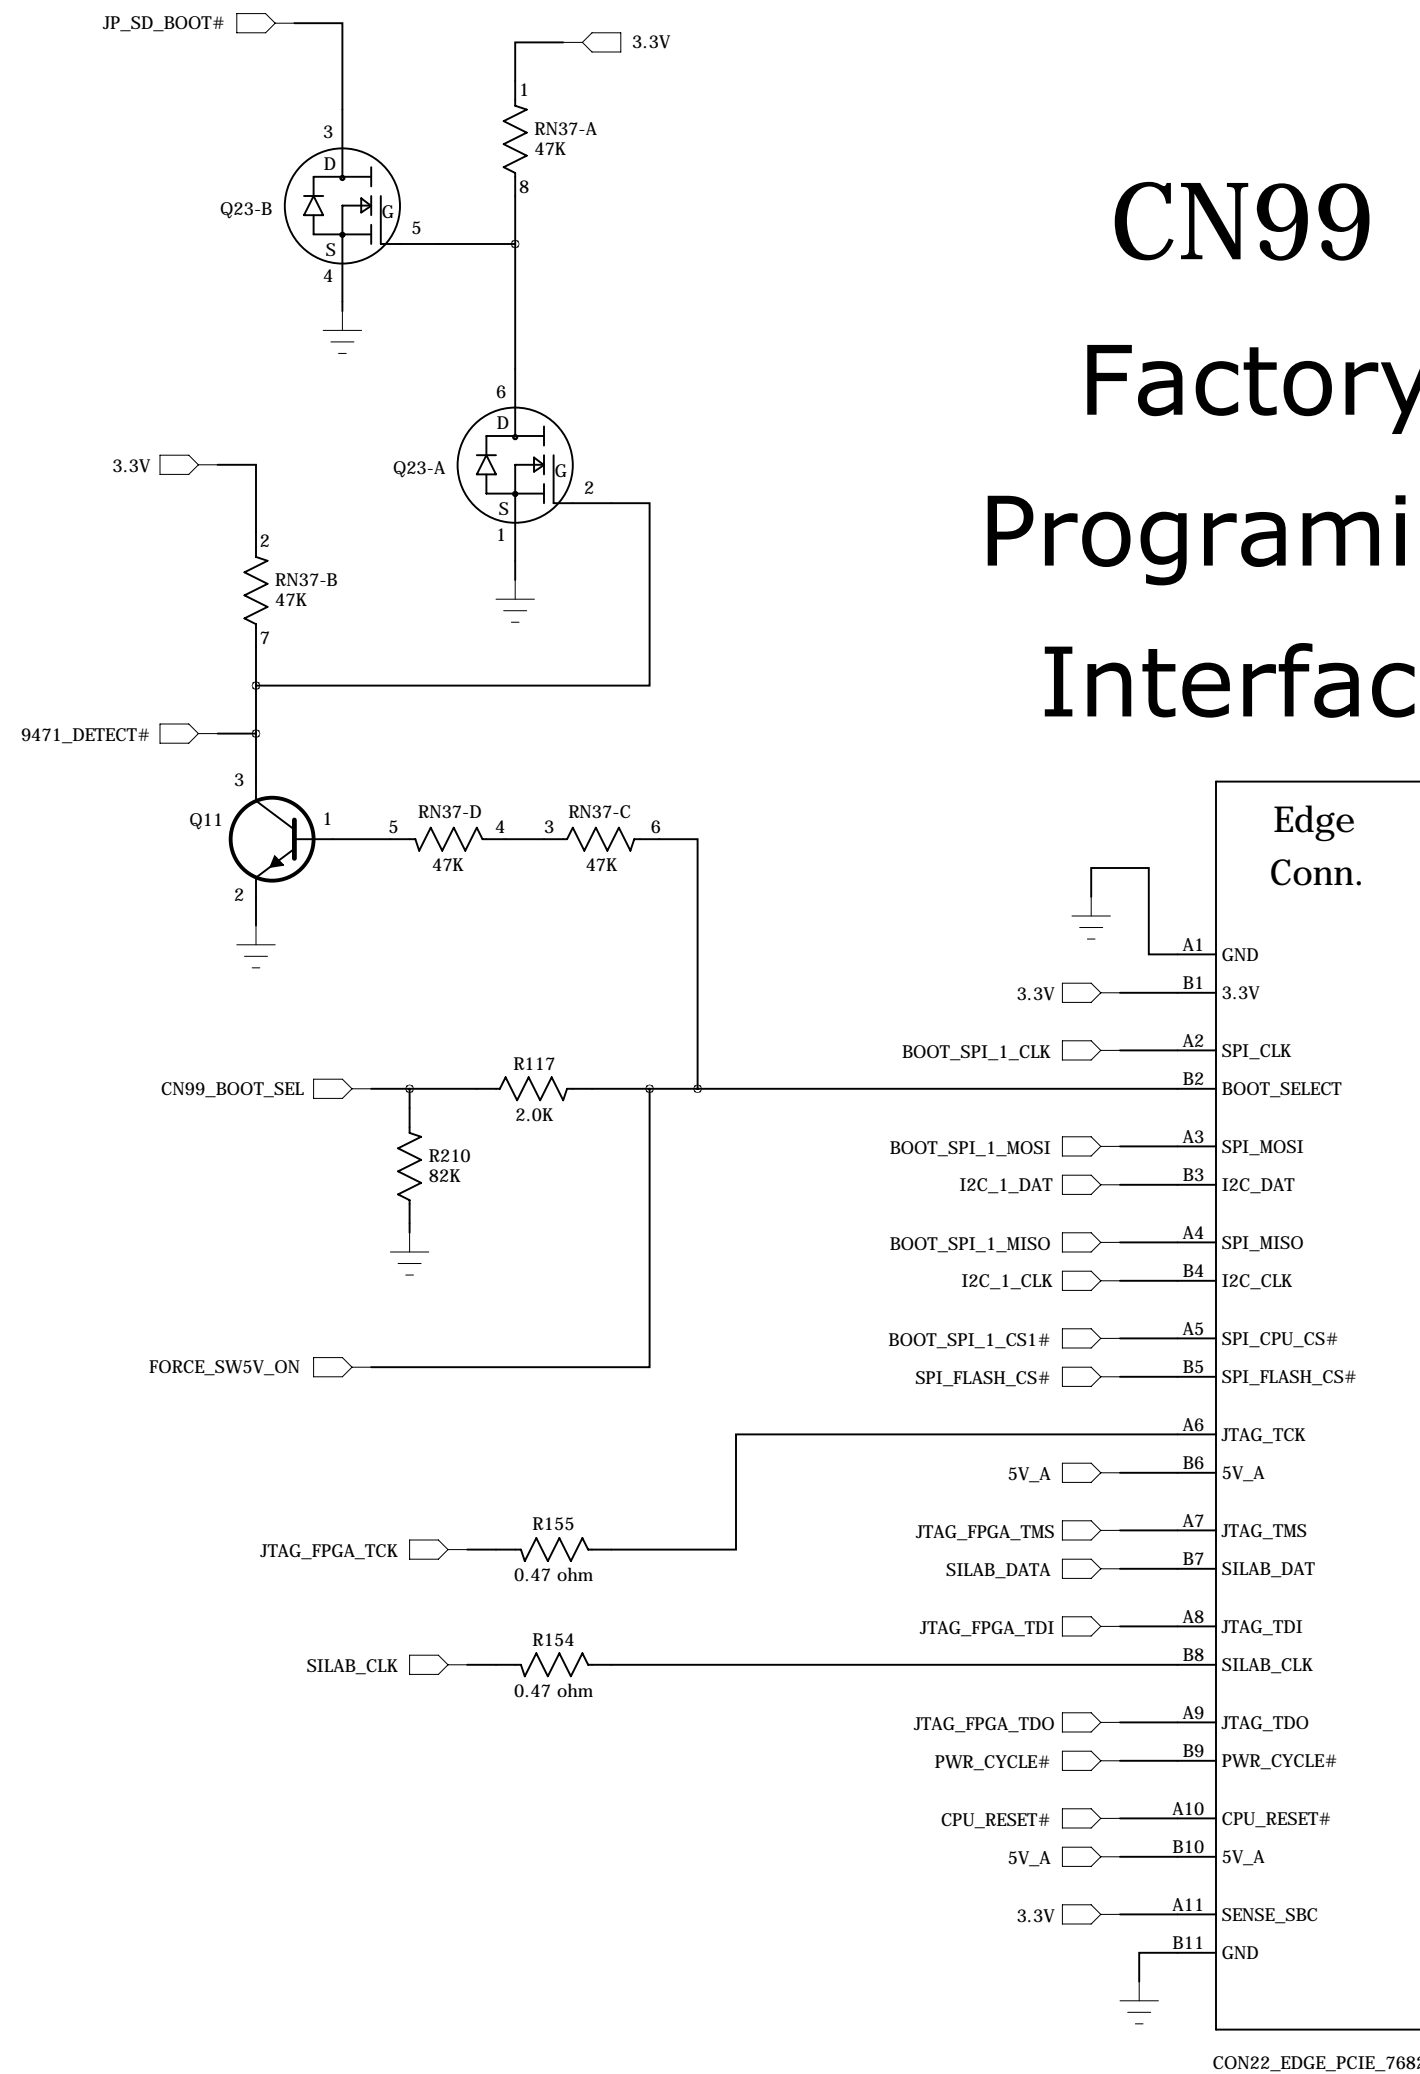 JP_SD_BOOT#
3.3V
1
RN37-A
47K
8
3
D
Q23-B
G
5
S
4
CN99
Factory
Programi
Interfac
6
D
Q23-A
G
2
S
1
3.3V
2
RN37-B
47K
7
9471_DETECT#
3
Q11
1
2
5
RN37-D
4
47K
3
RN37-C
6
47K
Edge
Conn.
A1
GND
3.3V
B1
3.3V
BOOT_SPI_1_CLK
A2
SPI_CLK
CN99_BOOT_SEL
R117
2.0K
B2
BOOT_SELECT
R210
82K
BOOT_SPI_1_MOSI
A3
SPI_MOSI
I2C_1_DAT
B3
I2C_DAT
BOOT_SPI_1_MISO
A4
SPI_MISO
I2C_1_CLK
B4
I2C_CLK
BOOT_SPI_1_CS1#
A5
SPI_CPU_CS#
FORCE_SW5V_ON
SPI_FLASH_CS#
B5
SPI_FLASH_CS#
A6
JTAG_TCK
5V_A
B6
5V_A
JTAG_FPGA_TCK
R155
0.47 ohm
JTAG_FPGA_TMS
A7
JTAG_TMS
SILAB_DATA
B7
SILAB_DAT
JTAG_FPGA_TDI
A8
JTAG_TDI
SILAB_CLK
R154
0.47 ohm
B8
SILAB_CLK
JTAG_FPGA_TDO
A9
JTAG_TDO
PWR_CYCLE#
B9
PWR_CYCLE#
CPU_RESET#
A10
CPU_RESET#
5V_A
B10
5V_A
3.3V
A11
SENSE_SBC
B11
GND
CON22_EDGE_PCIE_7682